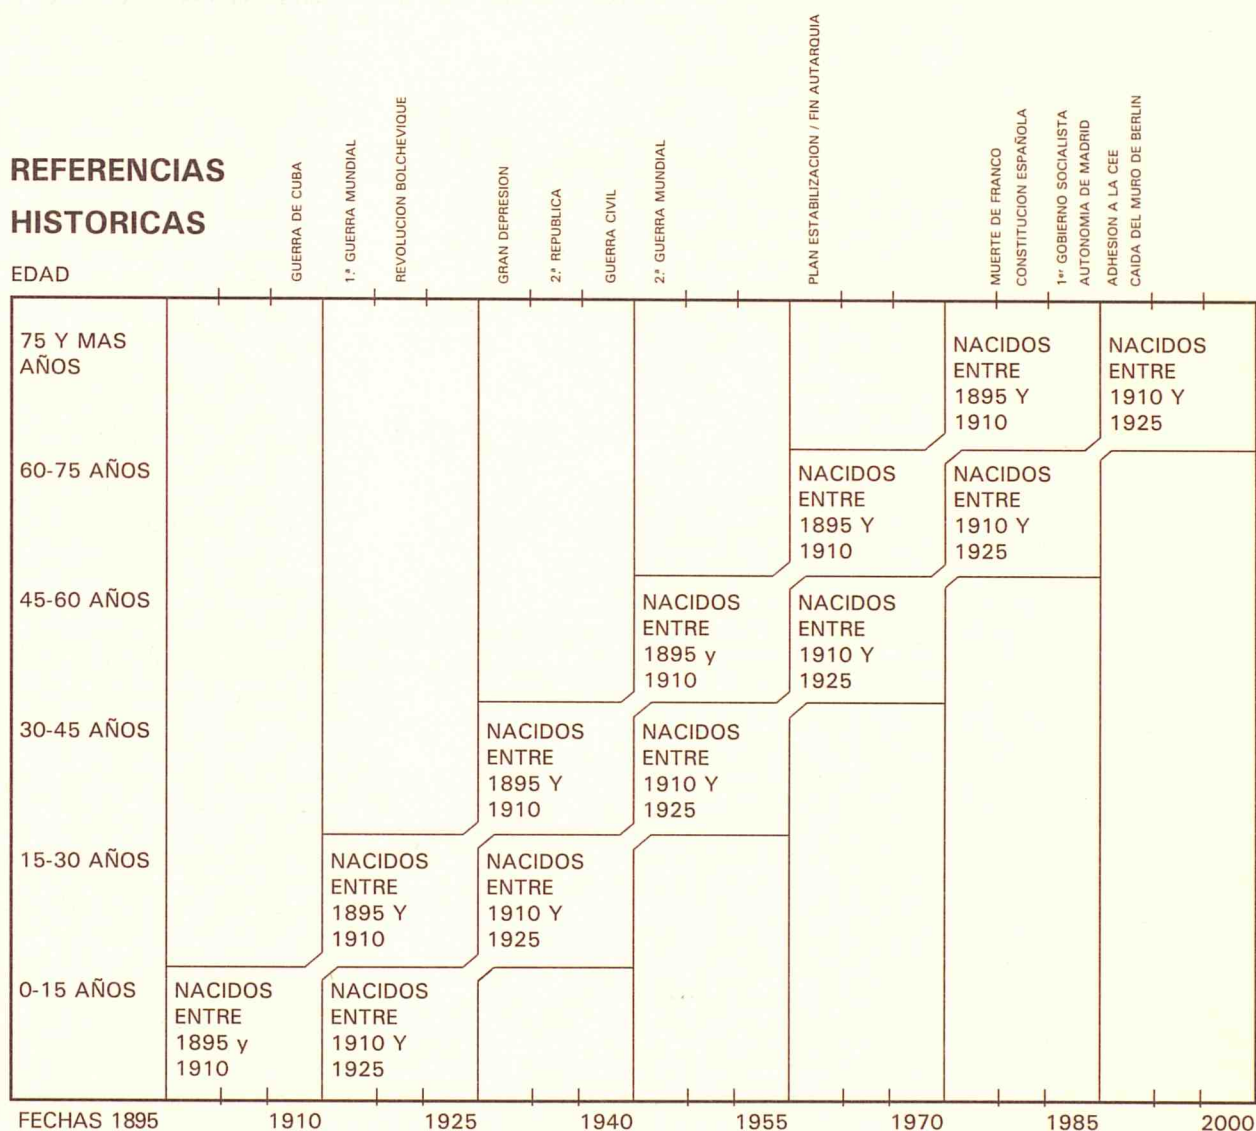 REFERENCIAS
HISTORICAS
EDAD
GUERRA DE CUBA
1.ª GUERRA MUNDIAL
REVOLUCION BOLCHEVIQUE
GRAN DEPRESION
2.ª REPUBLICA
GUERRA CIVIL
2.ª GUERRA MUNDIAL
PLAN ESTABILIZACION / FIN AUTARQUIA
MUERTE DE FRANCO
CONSTITUCION ESPAÑOLA
1er GOBIERNO SOCIALISTA
AUTONOMIA DE MADRID
ADHESION A LA CEE
CAIDA DEL MURO DE BERLIN
75 Y MAS
AÑOS
NACIDOS
ENTRE
1895 Y
1910
NACIDOS
ENTRE
1910 Y
1925
60-75 AÑOS
NACIDOS
ENTRE
1895 Y
1910
NACIDOS
ENTRE
1910 Y
1925
45-60 AÑOS
NACIDOS
ENTRE
1895 y
1910
NACIDOS
ENTRE
1910 Y
1925
30-45 AÑOS
NACIDOS
ENTRE
1895 Y
1910
NACIDOS
ENTRE
1910 Y
1925
15-30 AÑOS
NACIDOS
ENTRE
1895 Y
1910
NACIDOS
ENTRE
1910 Y
1925
0-15 AÑOS
NACIDOS
ENTRE
1895 y
1910
NACIDOS
ENTRE
1910 Y
1925
FECHAS 1895 1910 1925 1940 1955 1970 1985 2000